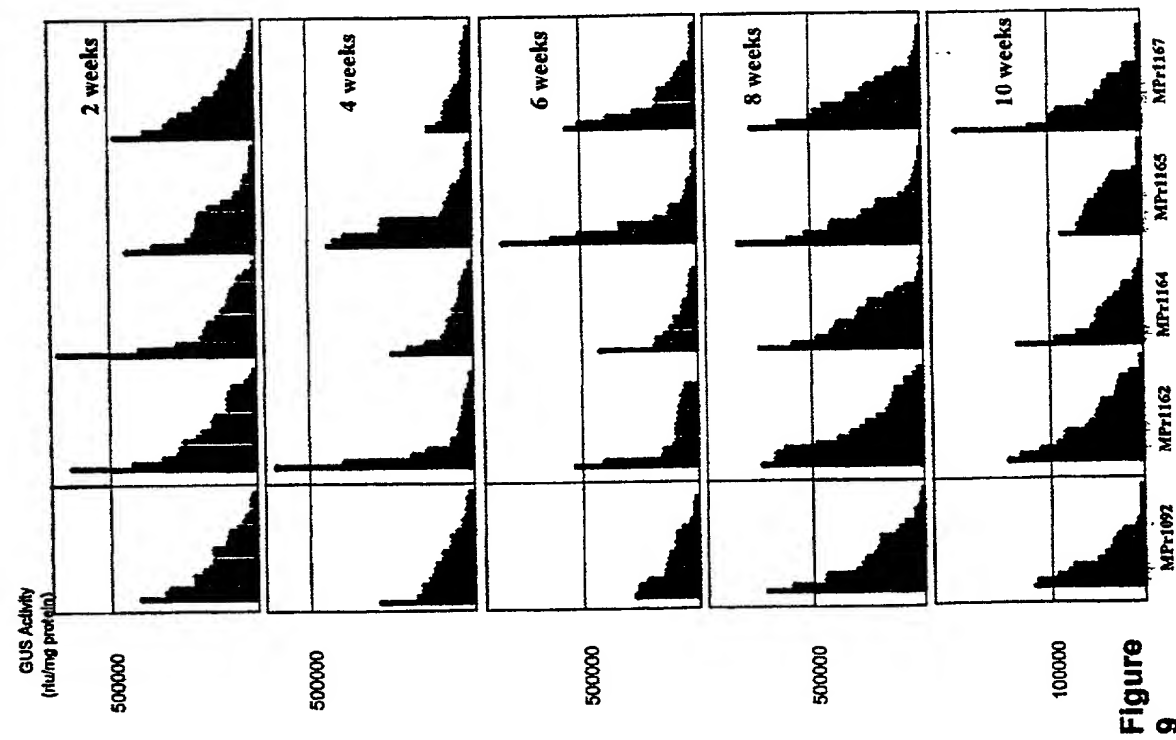 GUS Activity
(rlu/mg protein)
500000
2 weeks
500000
4 weeks
500000
6 weeks
500000
8 weeks
100000
10 weeks
MPr1092
MPr1162
MPr1164
MPr1165
MPr1167
Figure
9